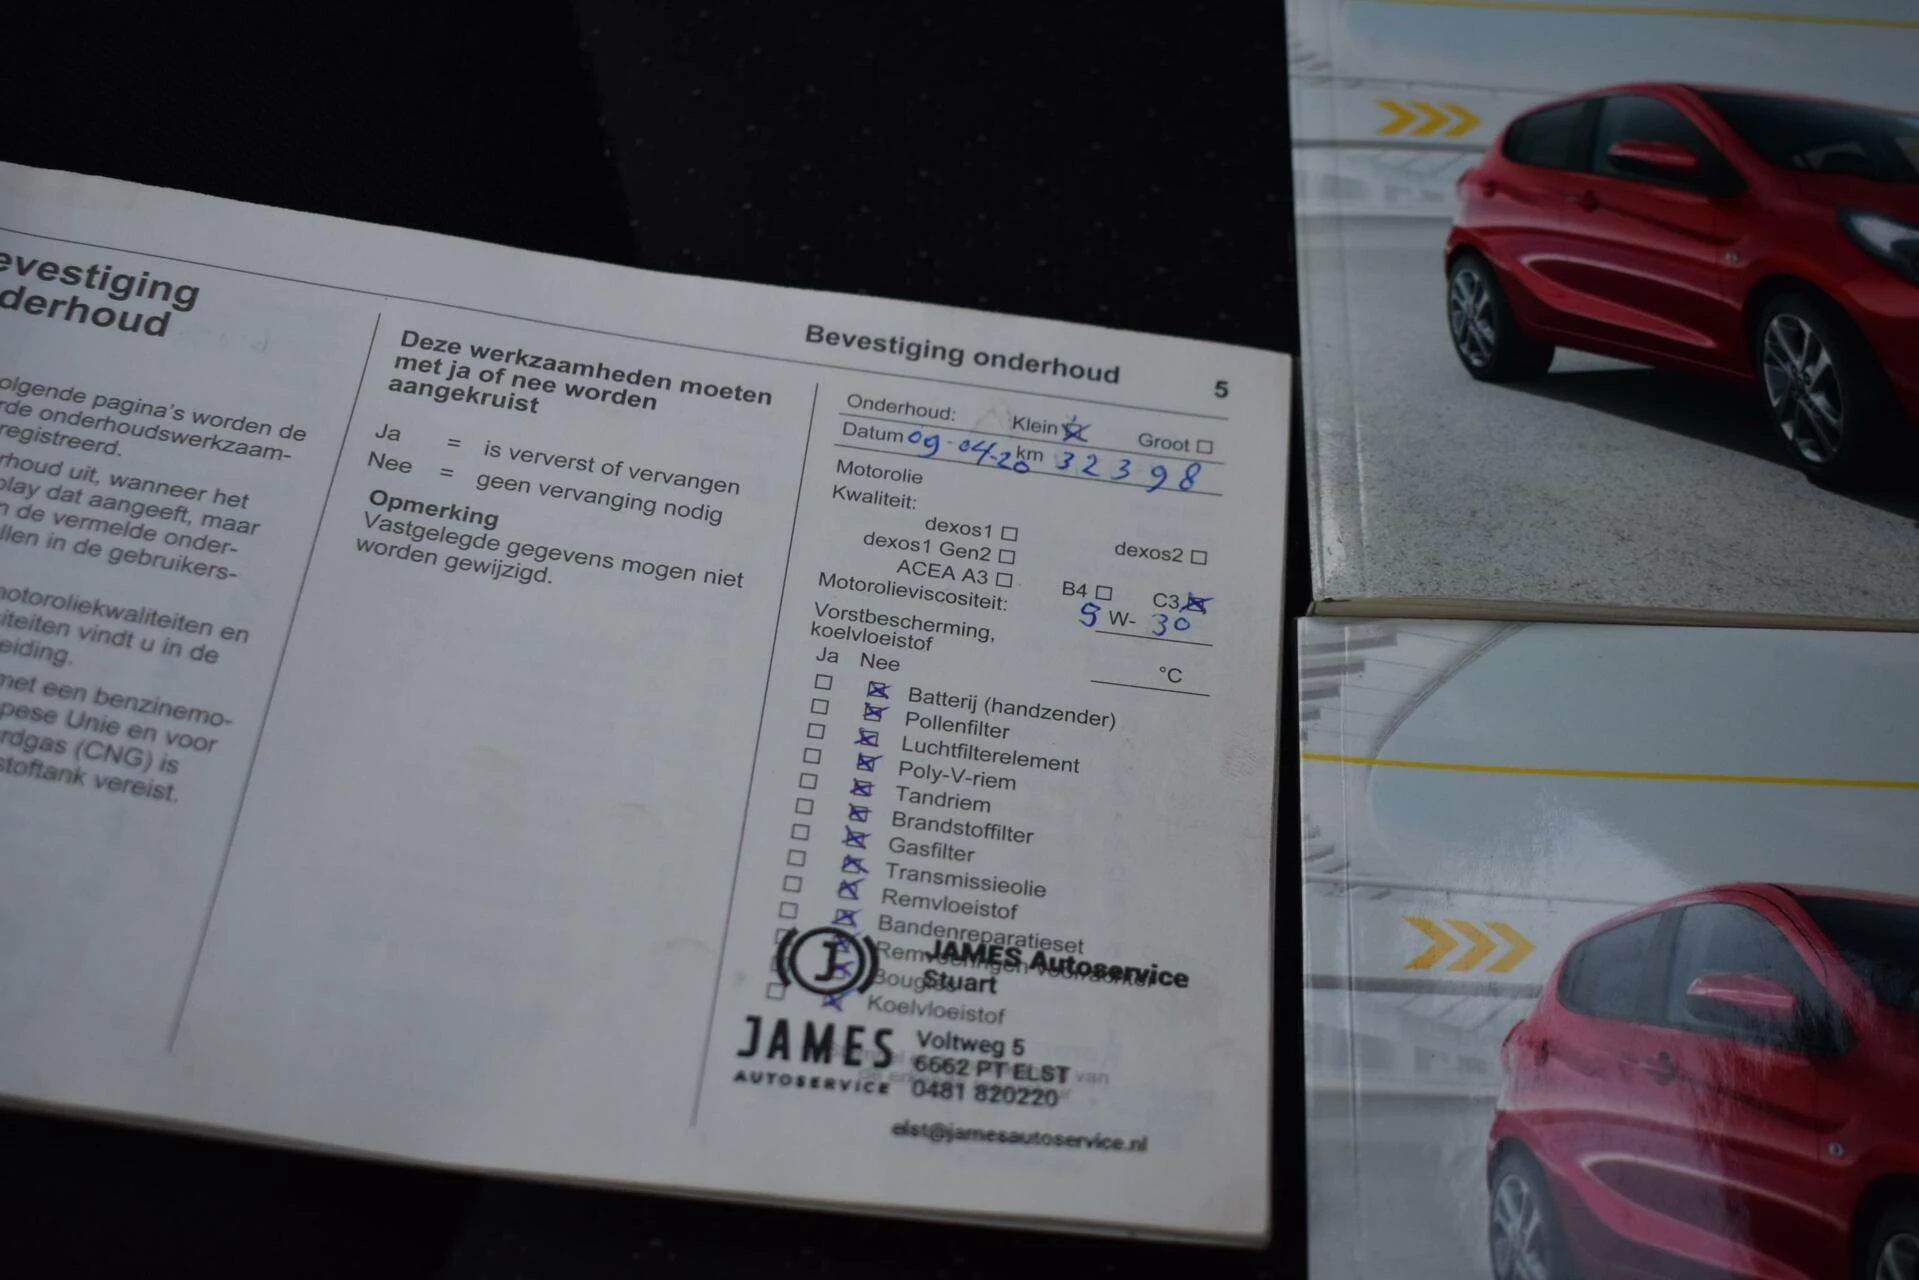 evestiging
derhoud
olgende pagina's worden de
rde onderhoudswerkzaam-
registreerd.
rhoud uit, wanneer het
play dat aangeeft, maar
n de vermelde onder-
llen in de gebruikers-
notoroliekwaliteiten en
siteiten vindt u in de
eiding.
met een benzinemo-
pese Unie en voor
rdgas (CNG) is
stoftank vereist.
Deze werkzaamheden moeten
met ja of nee worden
aangekruist
Ja = is ververst of vervangen
Nee = geen vervanging nodig
Opmerking
Vastgelegde gegevens mogen niet
worden gewijzigd.
Bevestiging onderhoud 5
Onderhoud: Klein Groot
Datum 09-04-20 km 32398
Motorolie
Kwaliteit:
dexos1 dexos2
dexos1 Gen2
ACEA A3 B4 C3
Motorolieviscositeit: 5 W- 30
Vorstbescherming,
koelvloeistof °C
Ja Nee
Batterij (handzender)
Pollenfilter
Luchtfilterelement
Poly-V-riem
Tandriem
Brandstoffilter
Gasfilter
Transmissieolie
Remvloeistof
Bandenreparatieset
Bougies
Koelvloeistof
J
JAMES
AUTOSERVICE
JAMES Autoservice
Stuart
Voltweg 5
6662 PT ELST
0481 820220
van
elst@jamesautoservice.nl